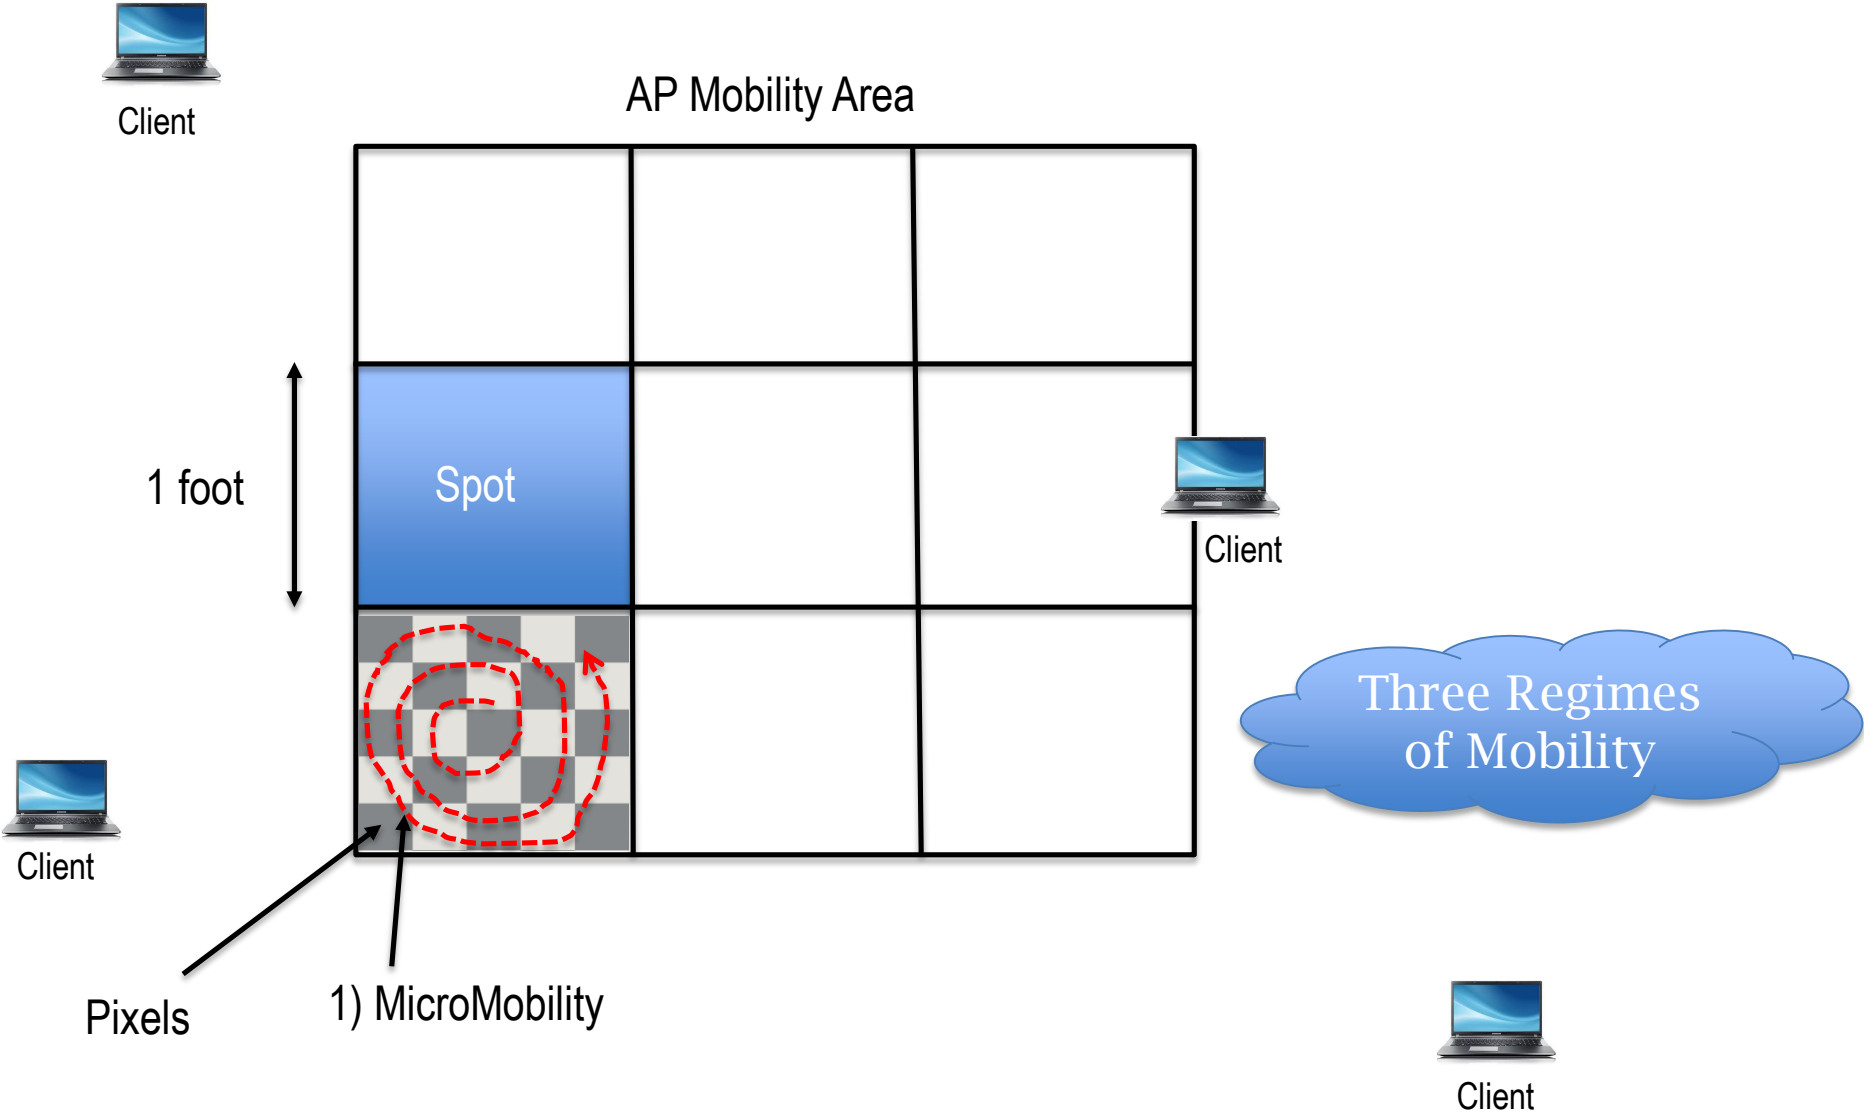 Client
AP Mobility Area
1 foot
Spot
Client
Three Regimes
of Mobility
Client
Pixels
1) MicroMobility
Client